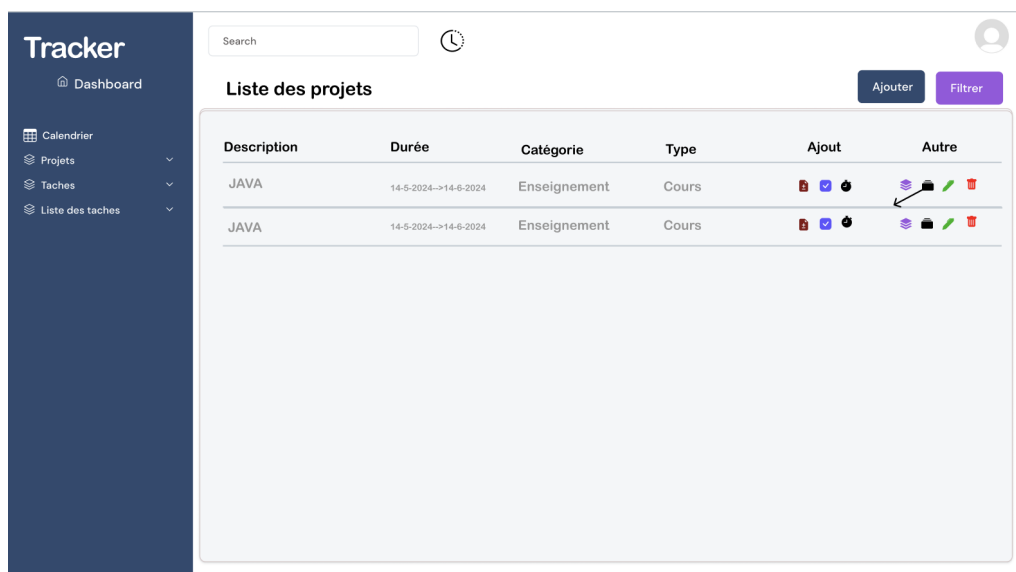 Tracker
Dashboard
Calendrier
Projets
Taches
Liste des taches
Search
Liste des projets
Ajouter
Filtrer
Description Durée Catégorie Type Ajout Autre
JAVA 14-5-2024-->14-6-2024 Enseignement Cours
JAVA 14-5-2024-->14-6-2024 Enseignement Cours